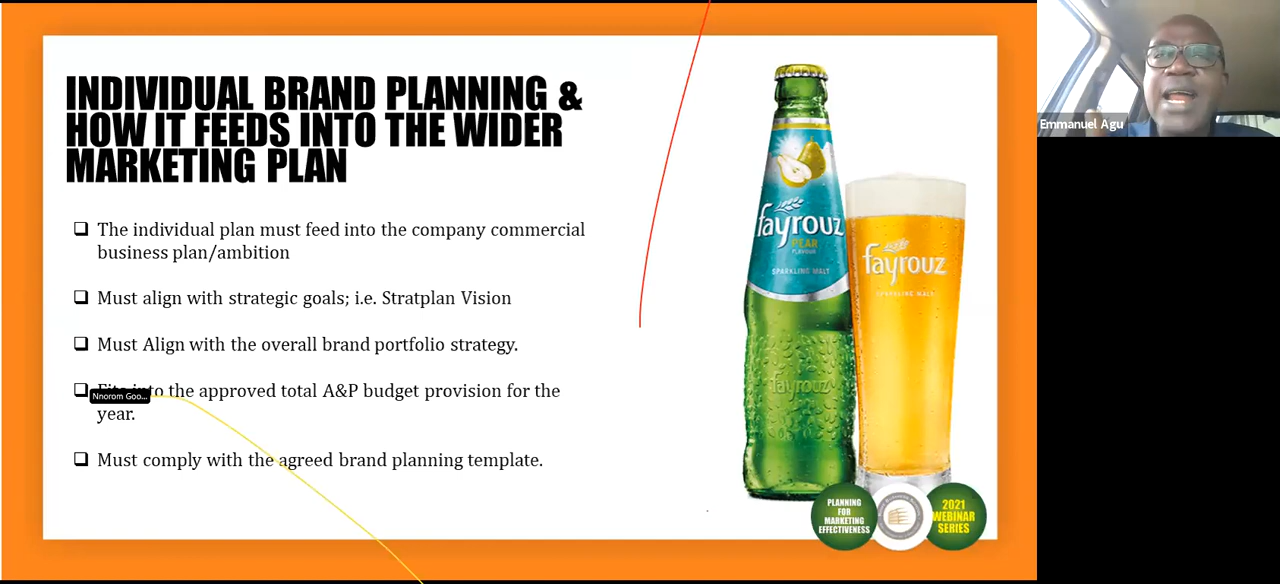 INDIVIDUAL BRAND PLANNING &
HOW IT FEEDS INTO THE WIDER
MARKETING PLAN
The individual plan must feed into the company commercial
business plan/ambition
Must align with strategic goals; i.e. Stratplan Vision
Must Align with the overall brand portfolio strategy.
into the approved total A&P budget provision for the
year.
Nnorom Goo...
Must comply with the agreed brand planning template.
fayrouz
PEAR
FLAVOUR
SPARKLING MALT
fayrouz
fayrouz
SPARKLING MALT
PLANNING
FOR
MARKETING
EFFECTIVENESS
2021
WEBINAR
SERIES
Emmanuel Agu